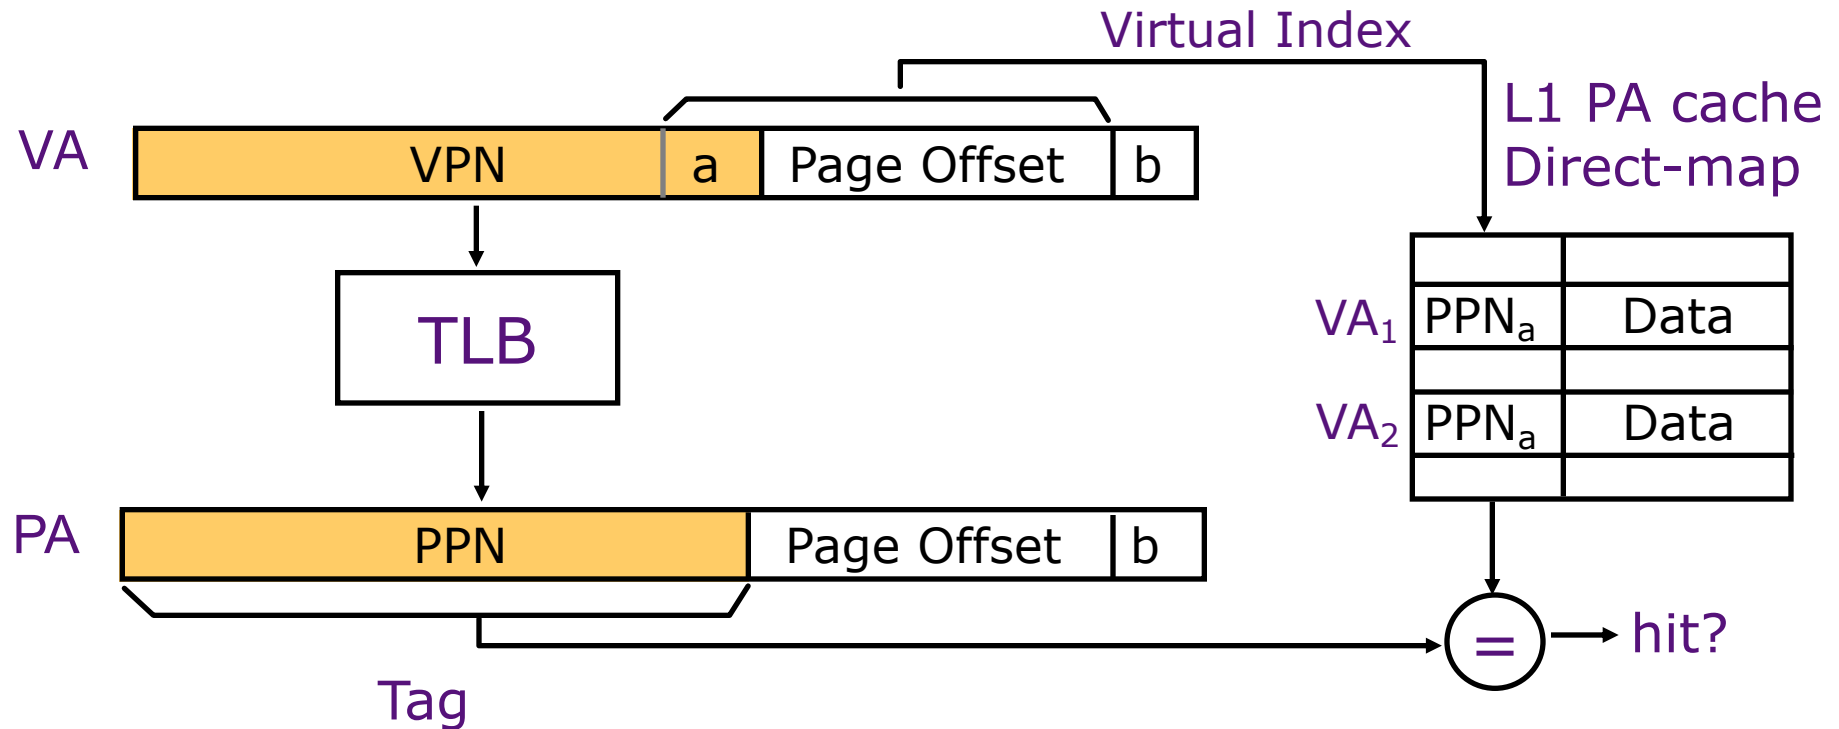 Virtual Index
L1 PA cache
Direct-map
VA
VPN
a
Page Offset
b
TLB
VA₁
PPNₐ
Data
VA₂
PPNₐ
Data
PA
PPN
Page Offset
b
=
hit?
Tag